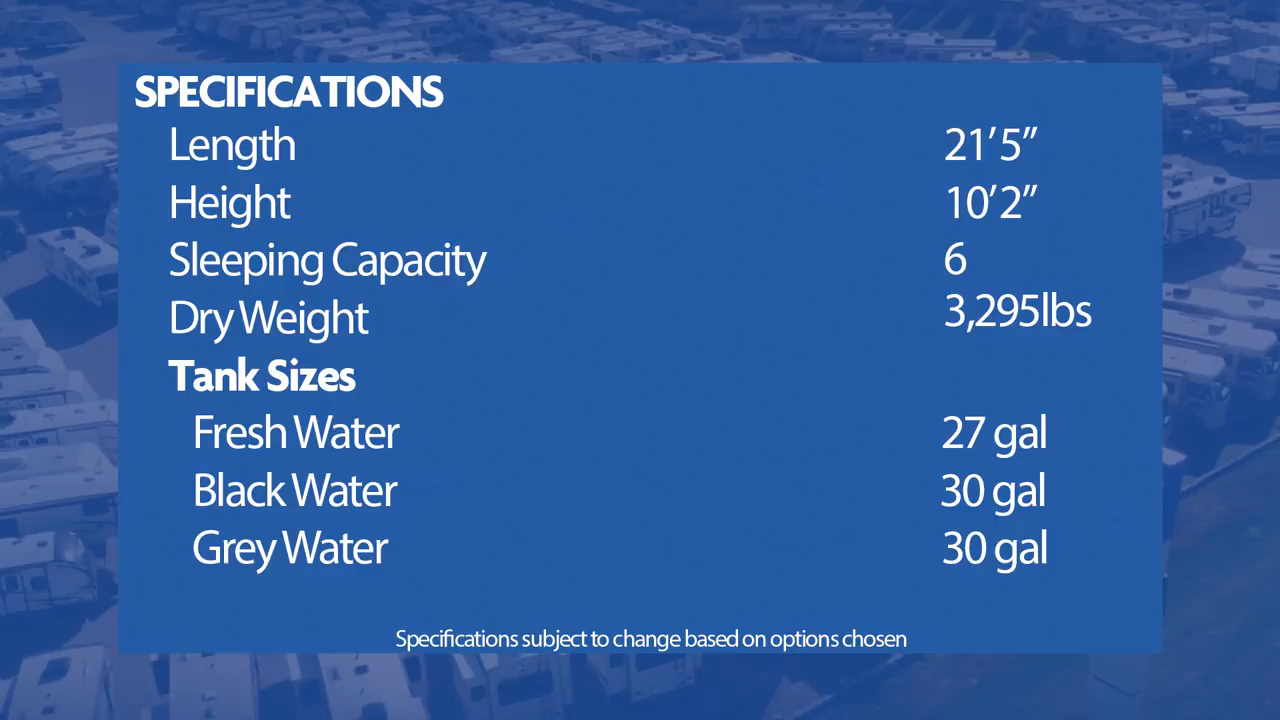 SPECIFICATIONS
Length 21’5”
Height 10’2”
Sleeping Capacity 6
Dry Weight 3,295lbs
Tank Sizes
Fresh Water 27 gal
Black Water 30 gal
Grey Water 30 gal
Specifications subject to change based on options chosen